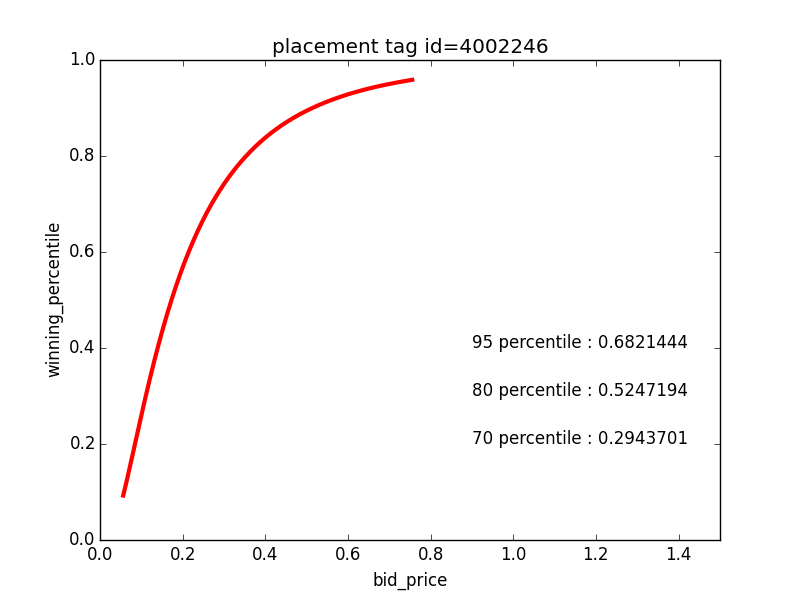 placement tag id=4002246
1.0
0.8
0.6
0.4
0.2
0.0
winning_percentile
95 percentile : 0.6821444
80 percentile : 0.5247194
70 percentile : 0.2943701
0.0 0.2 0.4 0.6 0.8 1.0 1.2 1.4
bid_price